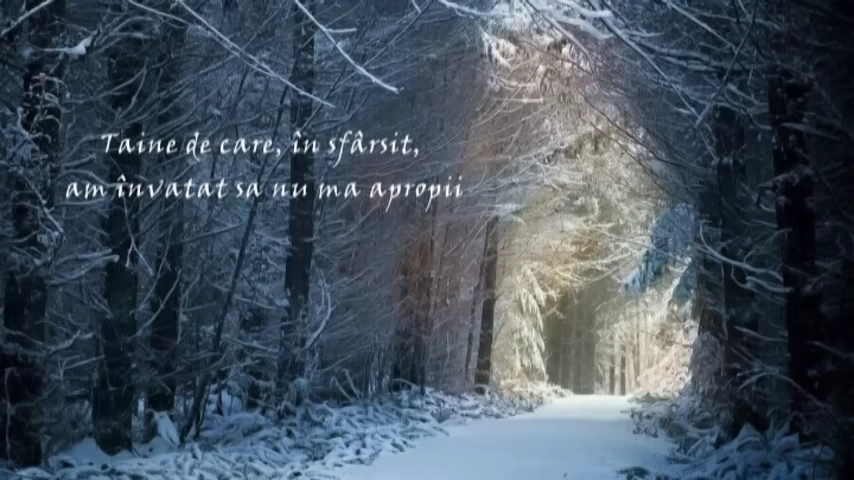 Taine de care, în sfârsit,
am învatat sa nu ma apropii